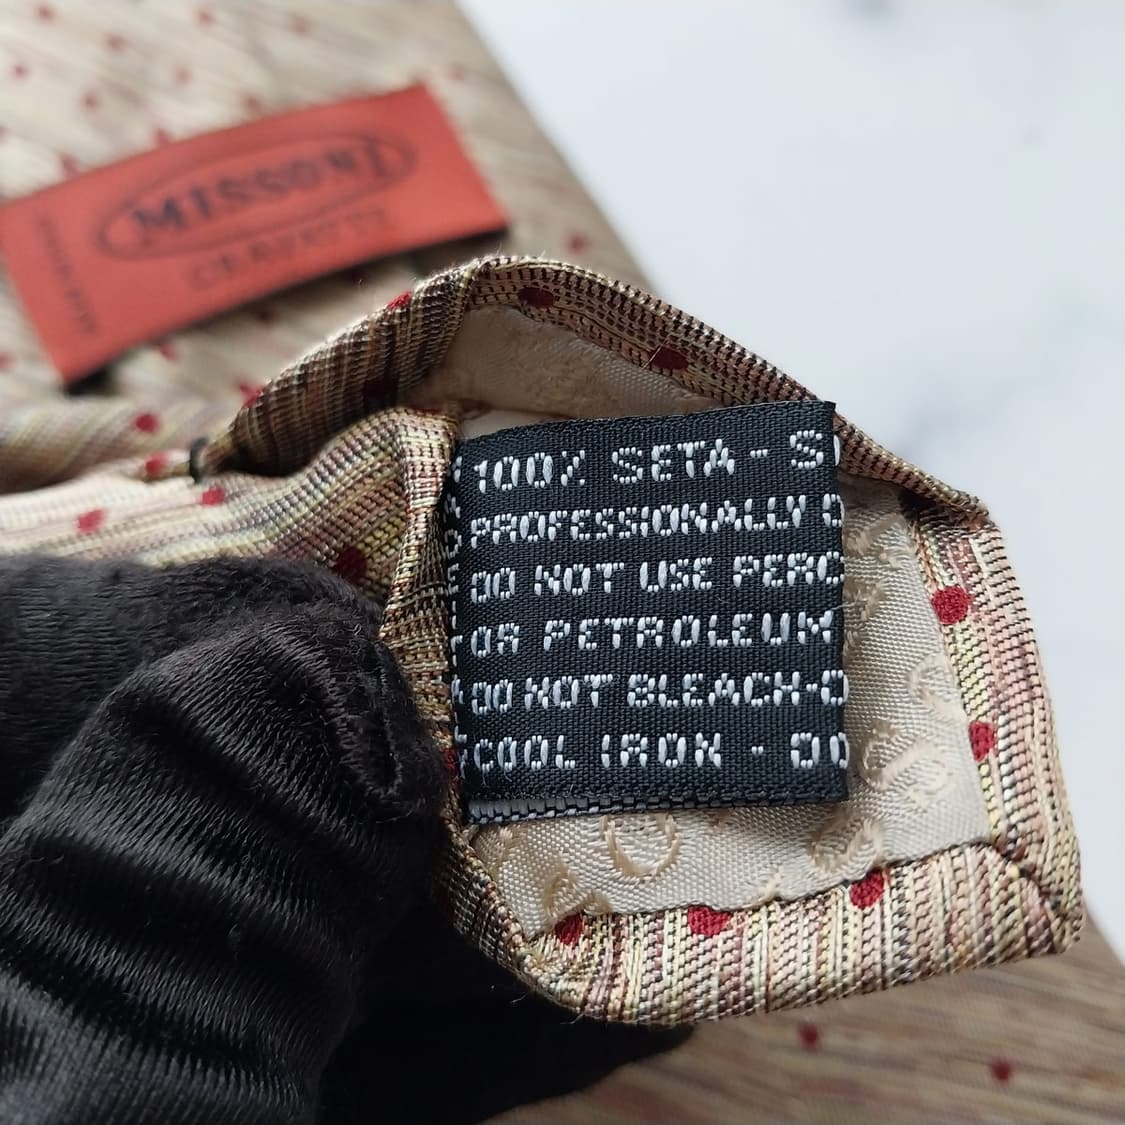 MISSONI
CRAVATTE
100% SETA - S
PROFESSIONALLY D
DO NOT USE PERC
OR PETROLEUM
DO NOT BLEACH-D
COOL IRON - DO